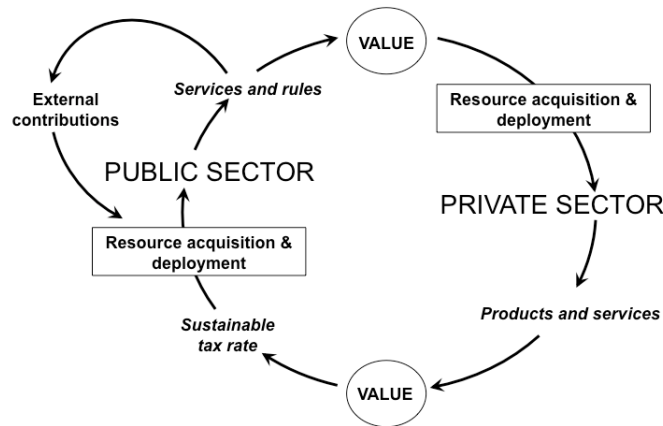 VALUE
Services and rules
External
contributions
Resource acquisition &
deployment
PUBLIC SECTOR
PRIVATE SECTOR
Resource acquisition &
deployment
Products and services
Sustainable
tax rate
VALUE